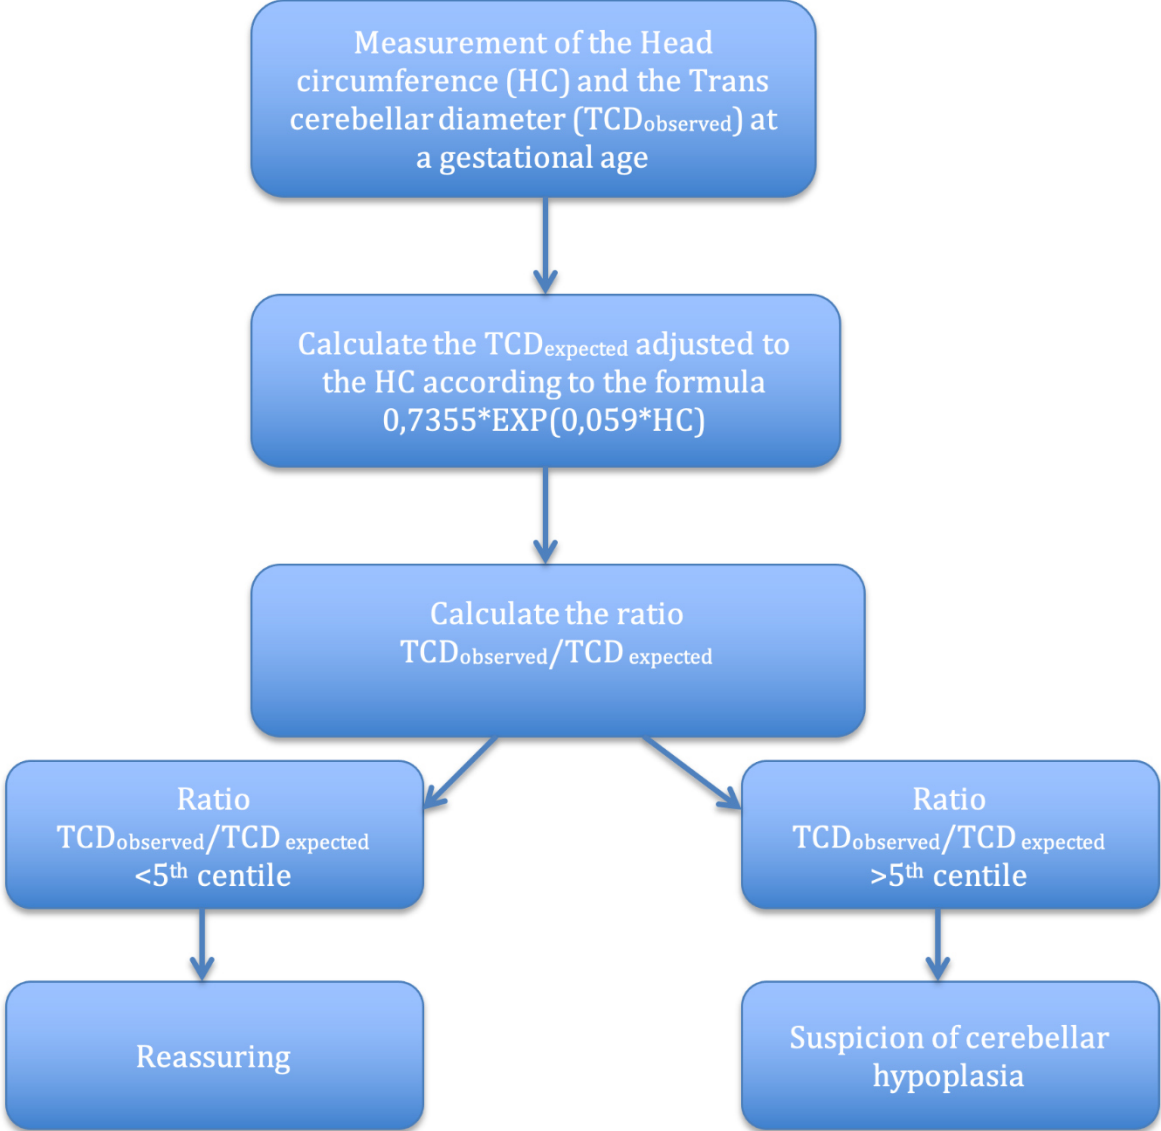 Measurement of the Head
circumference (HC) and the Trans
cerebellar diameter (TCDobserved) at
a gestational age
Calculate the TCDexpected adjusted to
the HC according to the formula
0,7355*EXP(0,059*HC)
Calculate the ratio
TCDobserved/TCD expected
Ratio
TCDobserved/TCD expected
<5th centile
Ratio
TCDobserved/TCD expected
>5th centile
Reassuring
Suspicion of cerebellar
hypoplasia